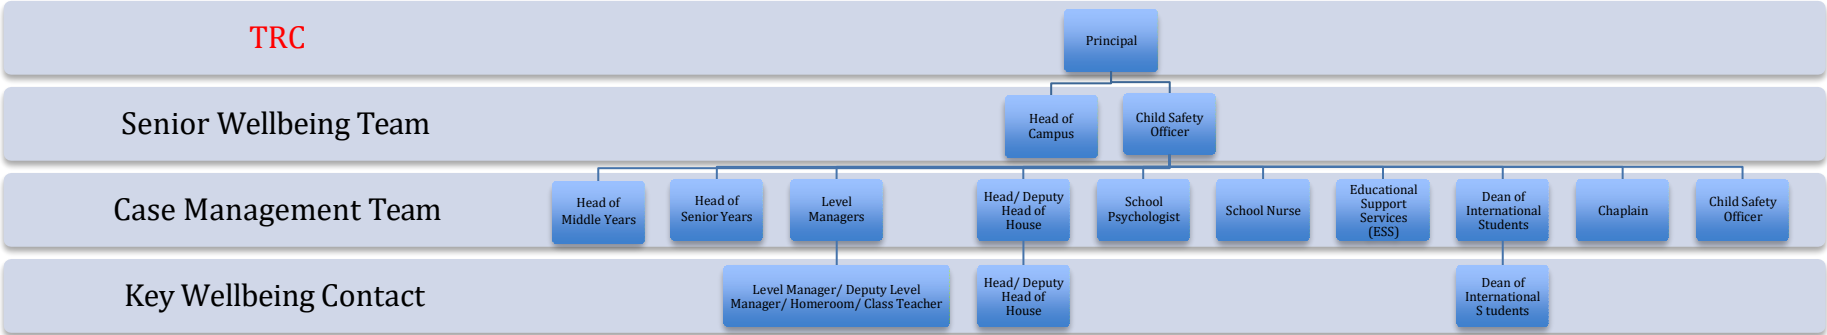 TRC
Principal
Senior Wellbeing Team
Head of
Campus
Child Safety
Officer
Case Management Team
Head of
Middle Years
Head of
Senior Years
Level
Managers
Head/ Deputy
Head of
House
School
Psychologist
School Nurse
Educational
Support
Services
(ESS)
Dean of
International
Students
Chaplain
Child Safety
Officer
Key Wellbeing Contact
Level Manager/ Deputy Level
Manager/ Homeroom/ Class Teacher
Head/ Deputy
Head of
House
Dean of
International
S tudents